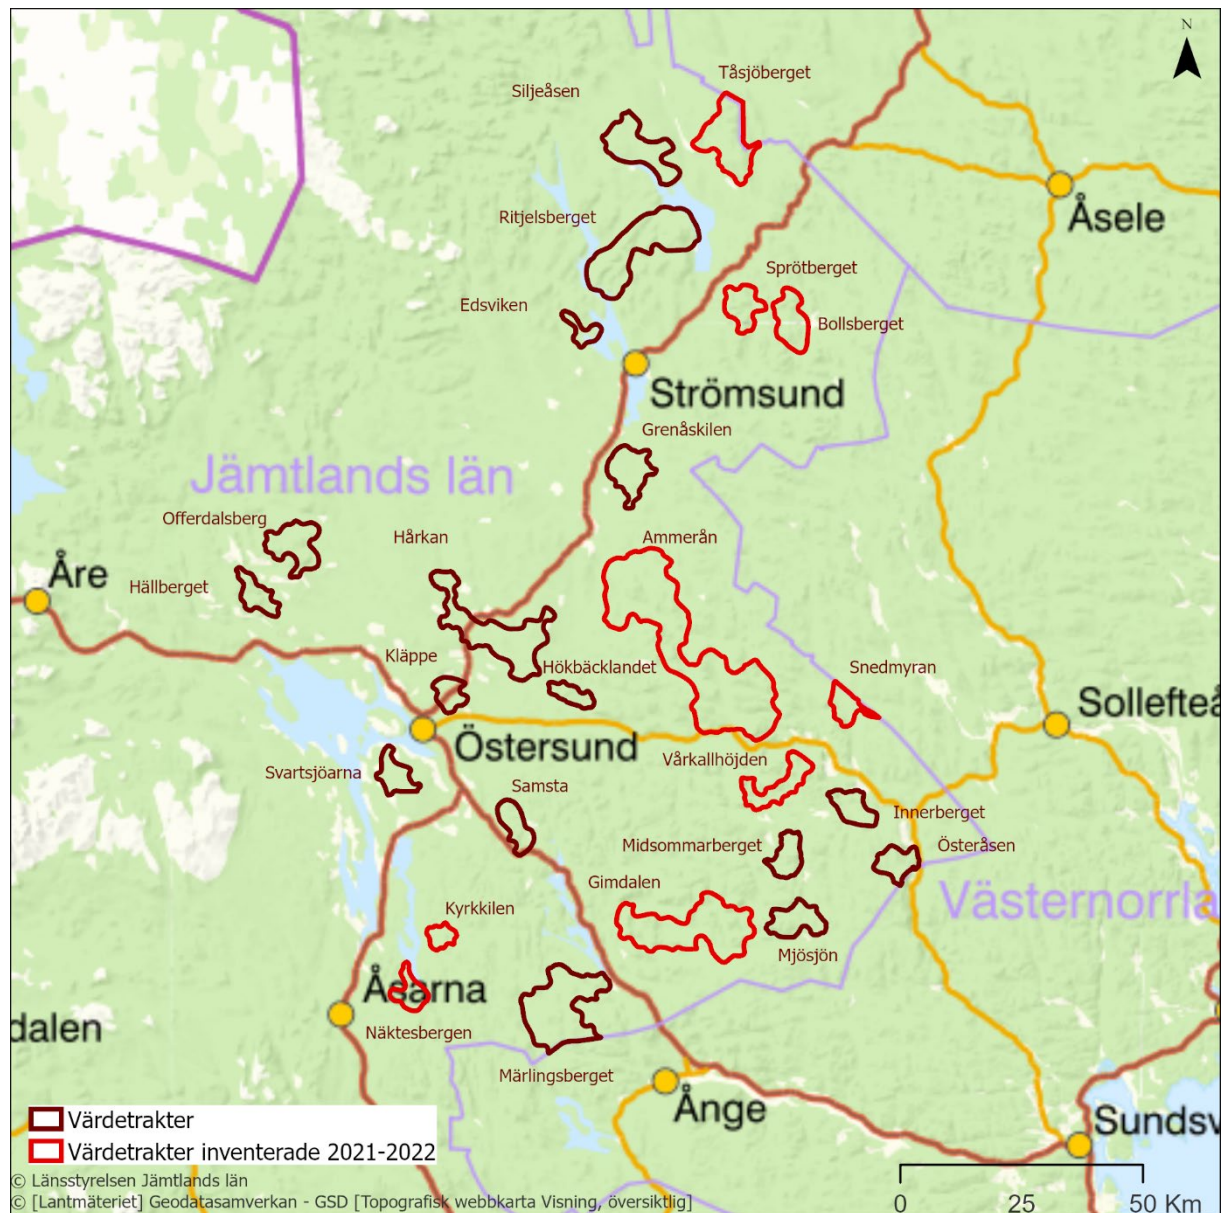 N
Tåsjöberget
Siljeåsen
Åsele
Ritjelsberget
Sprötberget
Edsviken
Bollsberget
Strömsund
Grenåskilen
Jämtlands län
Offerdalsberg
Hårkan
Ammerån
Åre
Hällberget
Kläppe
Hökbäcklandet
Snedmyran
Sollefteå
Östersund
Vårkallhöjden
Svartsjöarna
Samsta
Innerberget
Midsommarberget
Österåsen
Gimdalen
Västernorrla
Kyrkkilen
Mjösjön
Åsarna
dalen
Näktesbergen
Märlingsberget
Ånge
Värdetrakter
Sundsv
Värdetrakter inventerade 2021-2022
© Länsstyrelsen Jämtlands län
© [Lantmäteriet] Geodatasamverkan - GSD [Topografisk webbkarta Visning, översiktlig]
0 25 50 Km